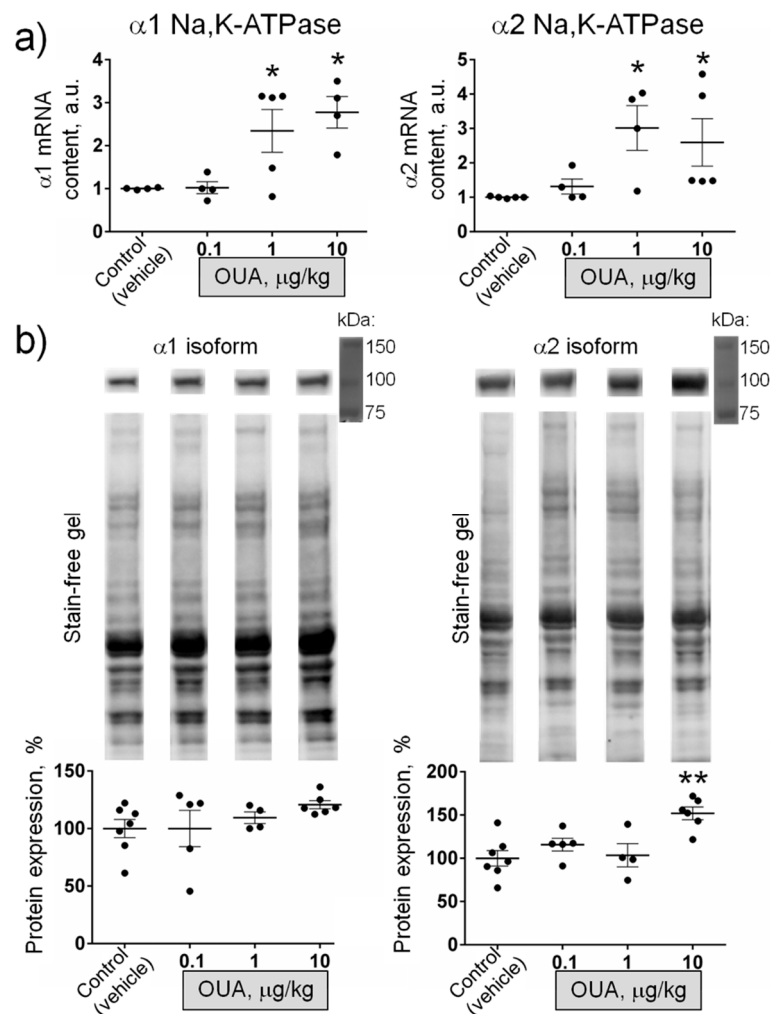 a)
α1 Na,K-ATPase
α1 mRNA
content, a.u.
4
3
2
1
0
*
*
Control
(vehicle)
0.1
1
10
OUA, μg/kg
α2 Na,K-ATPase
α2 mRNA
content, a.u.
5
4
3
2
1
0
*
*
Control
(vehicle)
0.1
1
10
OUA, μg/kg
b)
α1 isoform
kDa:
150
100
75
Stain-free gel
Protein expression, %
150
100
50
0
Control
(vehicle)
0.1
1
10
OUA, μg/kg
α2 isoform
kDa:
150
100
75
Stain-free gel
Protein expression, %
200
150
100
50
0
**
Control
(vehicle)
0.1
1
10
OUA, μg/kg